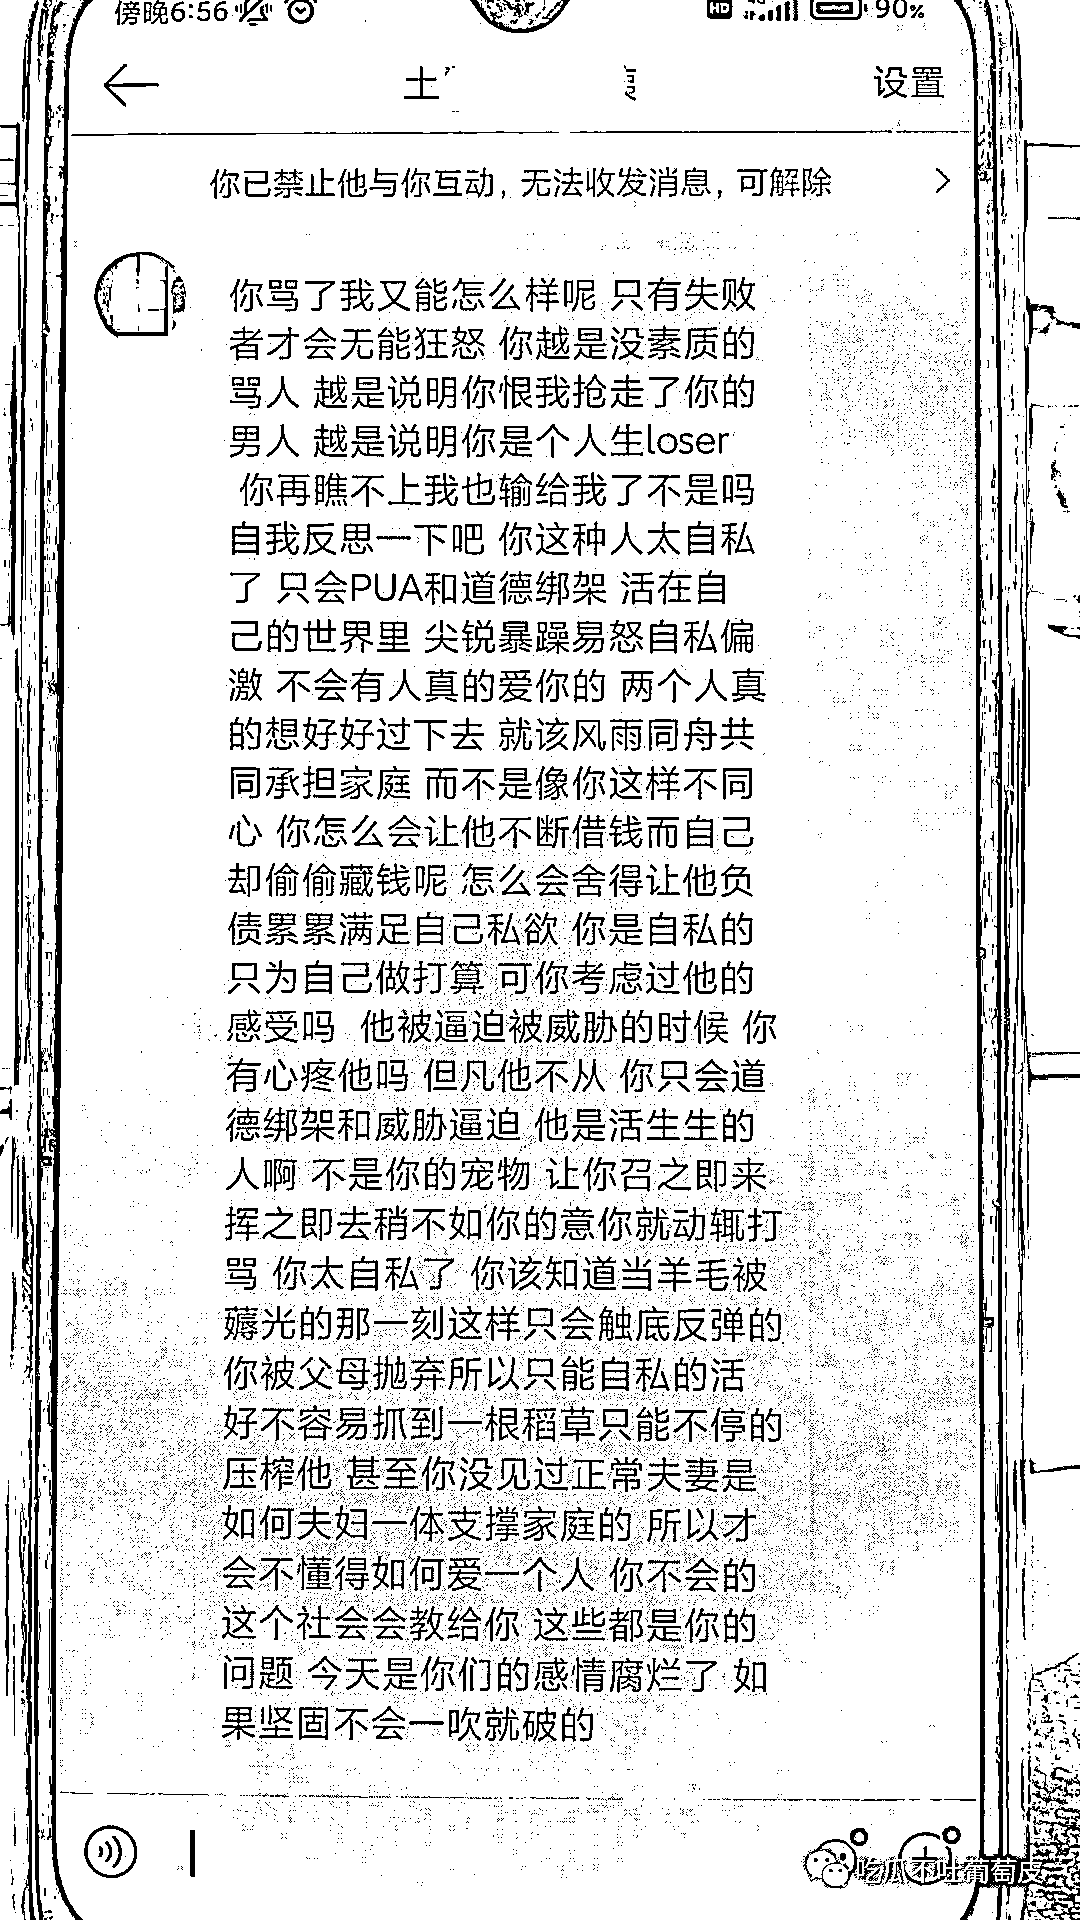 傍晚6:56
HD
90%
土
设置
你已禁止他与你互动，无法收发消息，可解除
你骂了我又能怎么样呢 只有失败
者才会无能狂怒 你越是没素质的
骂人 越是说明你恨我抢走了你的
男人 越是说明你是个人生loser
你再瞧不上我也输给我了不是吗
自我反思一下吧 你这种人太自私
了 只会PUA和道德绑架 活在自
己的世界里 尖锐暴躁易怒自私偏
激 不会有人真的爱你的 两个人真
的想好好过下去 就该风雨同舟共
同承担家庭 而不是像你这样不同
心 你怎么会让他不断借钱而自己
却偷偷藏钱呢 怎么会舍得让他负
债累累满足自己私欲 你是自私的
只为自己做打算 可你考虑过他的
感受吗 他被逼迫被威胁的时候 你
有心疼他吗 但凡他不从 你只会道
德绑架和威胁逼迫 他是活生生的
人啊 不是你的宠物 让你召之即来
挥之即去稍不如你的意你就动辄打
骂 你太自私了 你该知道当羊毛被
薅光的那一刻这样只会触底反弹的
你被父母抛弃所以只能自私的活
好不容易抓到一根稻草只能不停的
压榨他 甚至你没见过正常夫妻是
如何夫妇一体支撑家庭的 所以才
会不懂得如何爱一个人 你不会的
这个社会会教给你 这些都是你的
问题 今天是你们的感情腐烂了 如
果坚固不会一吹就破的
吃瓜不吐葡萄皮